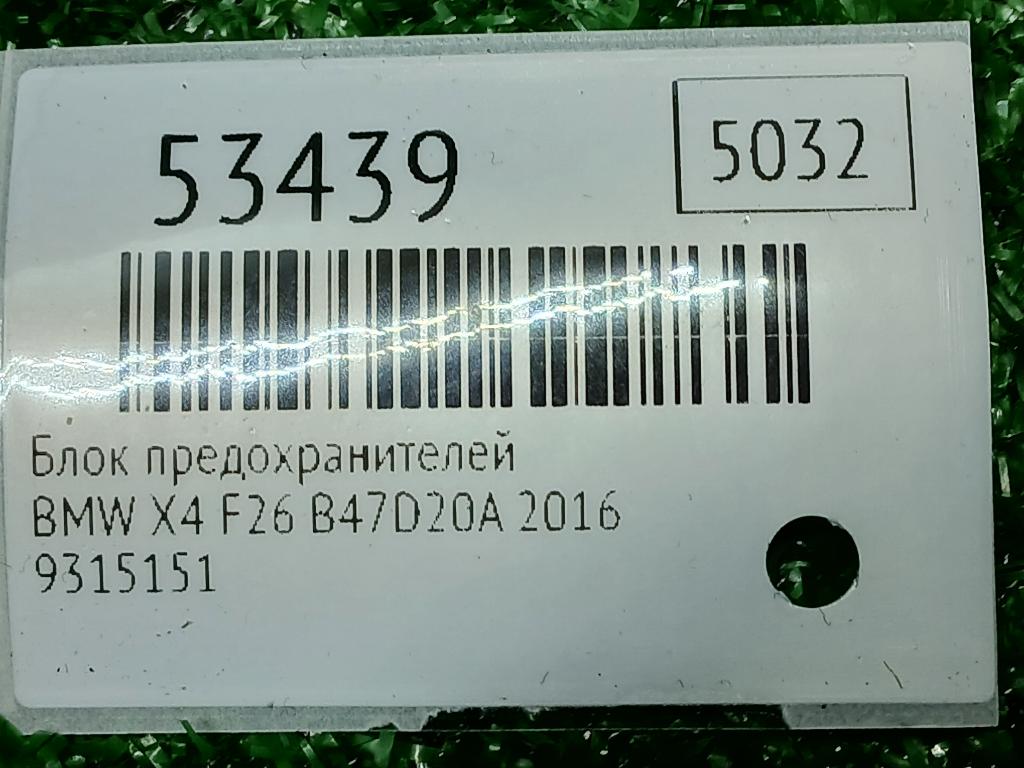 53439
5032
Блок предохранителей
BMW X4 F26 B47D20A 2016
9315151